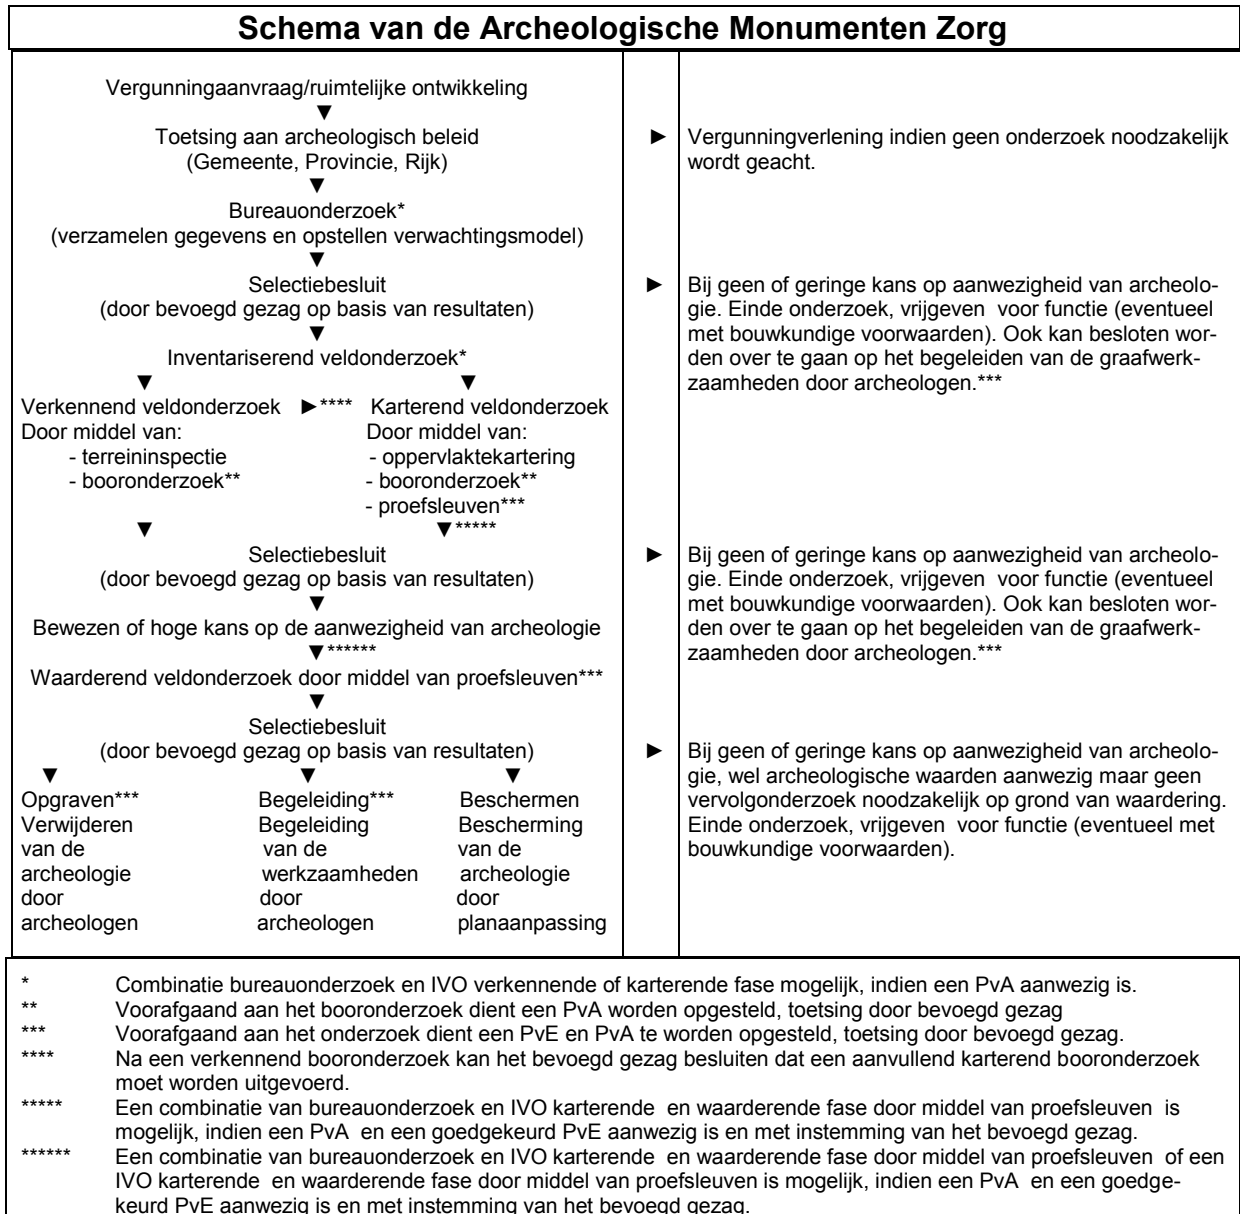 Schema van de Archeologische Monumenten Zorg
Vergunningaanvraag/ruimtelijke ontwikkeling
▼
Toetsing aan archeologisch beleid
(Gemeente, Provincie, Rijk)
▼
Bureauonderzoek*
(verzamelen gegevens en opstellen verwachtingsmodel)
▼
Selectiebesluit
(door bevoegd gezag op basis van resultaten)
▼
Inventariserend veldonderzoek*
▼ ▼
Verkennend veldonderzoek ►**** Karterend veldonderzoek
Door middel van: Door middel van:
- terreininspectie - oppervlaktekartering
- booronderzoek** - booronderzoek**
- proefsleuven***
▼ ▼*****
Selectiebesluit
(door bevoegd gezag op basis van resultaten)
▼
Bewezen of hoge kans op de aanwezigheid van archeologie
▼******
Waarderend veldonderzoek door middel van proefsleuven***
▼
Selectiebesluit
(door bevoegd gezag op basis van resultaten)
▼ ▼ ▼
Opgraven*** Begeleiding*** Beschermen
Verwijderen Begeleiding Bescherming
van de van de van de
archeologie werkzaamheden archeologie
door door door
archeologen archeologen planaanpassing
► Vergunningverlening indien geen onderzoek noodzakelijk
wordt geacht.
► Bij geen of geringe kans op aanwezigheid van archeolo-
gie. Einde onderzoek, vrijgeven voor functie (eventueel
met bouwkundige voorwaarden). Ook kan besloten wor-
den over te gaan op het begeleiden van de graafwerk-
zaamheden door archeologen.***
► Bij geen of geringe kans op aanwezigheid van archeolo-
gie. Einde onderzoek, vrijgeven voor functie (eventueel
met bouwkundige voorwaarden). Ook kan besloten wor-
den over te gaan op het begeleiden van de graafwerk-
zaamheden door archeologen.***
► Bij geen of geringe kans op aanwezigheid van archeolo-
gie, wel archeologische waarden aanwezig maar geen
vervolgonderzoek noodzakelijk op grond van waardering.
Einde onderzoek, vrijgeven voor functie (eventueel met
bouwkundige voorwaarden).
* Combinatie bureauonderzoek en IVO verkennende of karterende fase mogelijk, indien een PvA aanwezig is.
** Voorafgaand aan het booronderzoek dient een PvA worden opgesteld, toetsing door bevoegd gezag
*** Voorafgaand aan het onderzoek dient een PvE en PvA te worden opgesteld, toetsing door bevoegd gezag.
**** Na een verkennend booronderzoek kan het bevoegd gezag besluiten dat een aanvullend karterend booronderzoek
moet worden uitgevoerd.
***** Een combinatie van bureauonderzoek en IVO karterende en waarderende fase door middel van proefsleuven is
mogelijk, indien een PvA en een goedgekeurd PvE aanwezig is en met instemming van het bevoegd gezag.
****** Een combinatie van bureauonderzoek en IVO karterende en waarderende fase door middel van proefsleuven of een
IVO karterende en waarderende fase door middel van proefsleuven is mogelijk, indien een PvA en een goedge-
keurd PvE aanwezig is en met instemming van het bevoegd gezag.